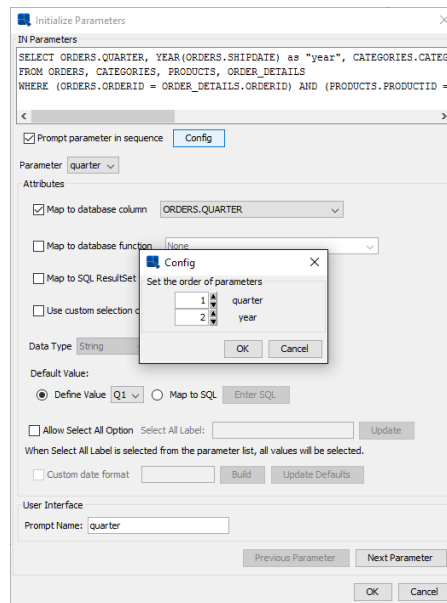 Initialize Parameters
IN Parameters
SELECT ORDERS.QUARTER, YEAR(ORDERS.SHIPDATE) as "year", CATEGORIES.CATEG
FROM ORDERS, CATEGORIES, PRODUCTS, ORDER_DETAILS
WHERE (ORDERS.ORDERID = ORDER_DETAILS.ORDERID) AND (PRODUCTS.PRODUCTID =
Prompt parameter in sequence Config
Parameter quarter
Attributes
Map to database column ORDERS.QUARTER
Map to database function None
Config
Set the order of parameters
Map to SQL ResultSet
1 quarter
2 year
Use custom selection
OK Cancel
Data Type String
Default Value:
Define Value Q1 Map to SQL Enter SQL
Allow Select All Option Select All Label: Update
When Select All Label is selected from the parameter list, all values will be selected.
Custom date format Build Update Defaults
User Interface
Prompt Name: quarter
Previous Parameter Next Parameter
OK Cancel